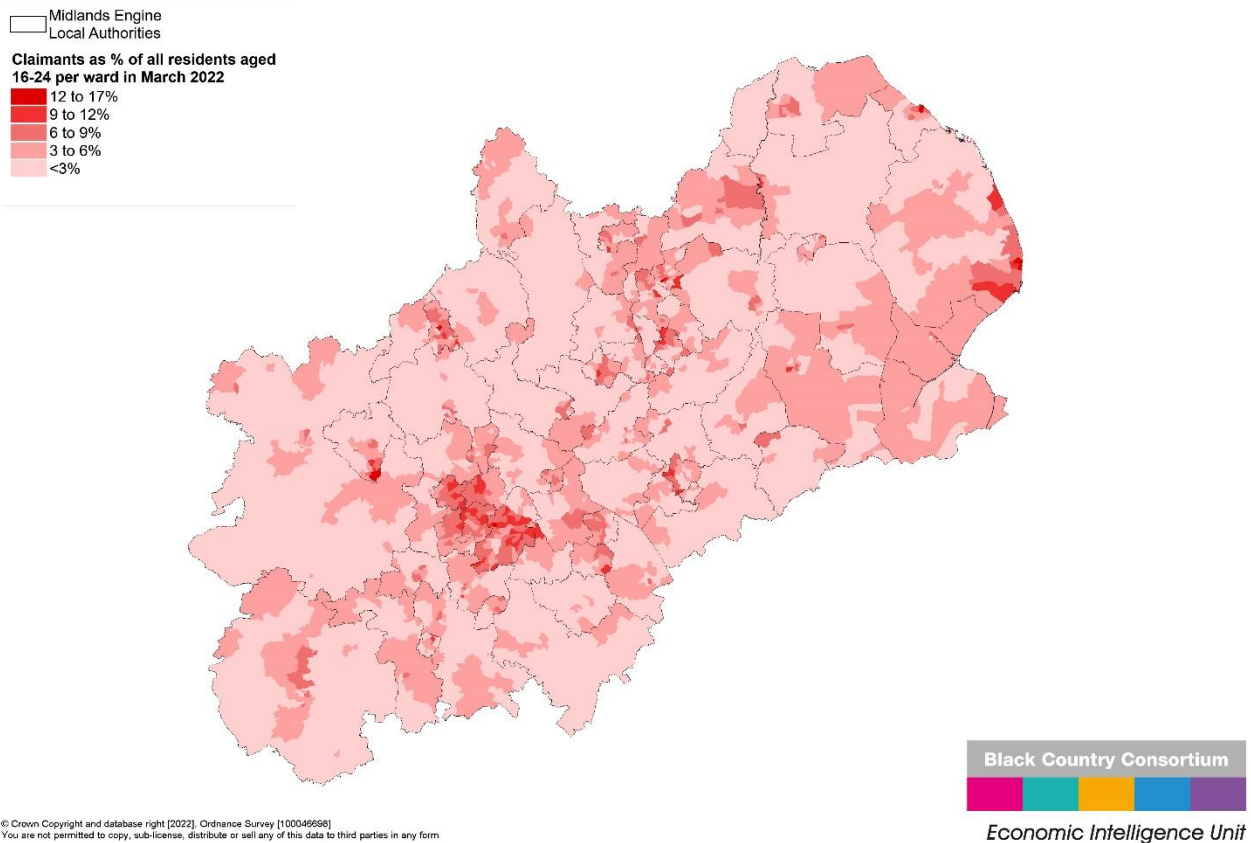 Midlands Engine
Local Authorities
Claimants as % of all residents aged
16-24 per ward in March 2022
12 to 17%
9 to 12%
6 to 9%
3 to 6%
<3%
Black Country Consortium
Economic Intelligence Unit
© Crown Copyright and database right [2022]. Ordnance Survey [100046698]
You are not permitted to copy, sub-license, distribute or sell any of this data to third parties in any form